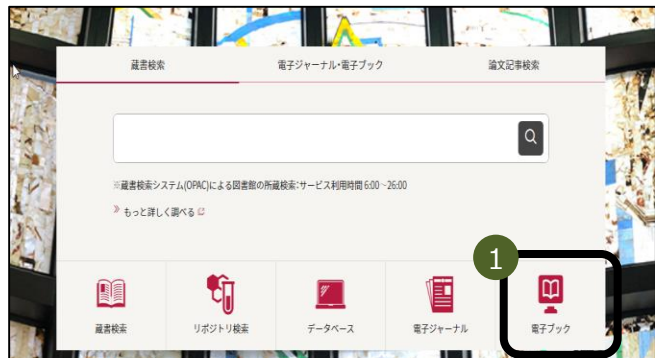 蔵書検索 電子ジャーナル・電子ブック 論文記事検索
※蔵書検索システム(OPAC)による図書館の所蔵検索:サービス利用時間 6:00~26:00
» もっと詳しく調べる
1
蔵書検索 リポジトリ検索 データベース 電子ジャーナル 電子ブック